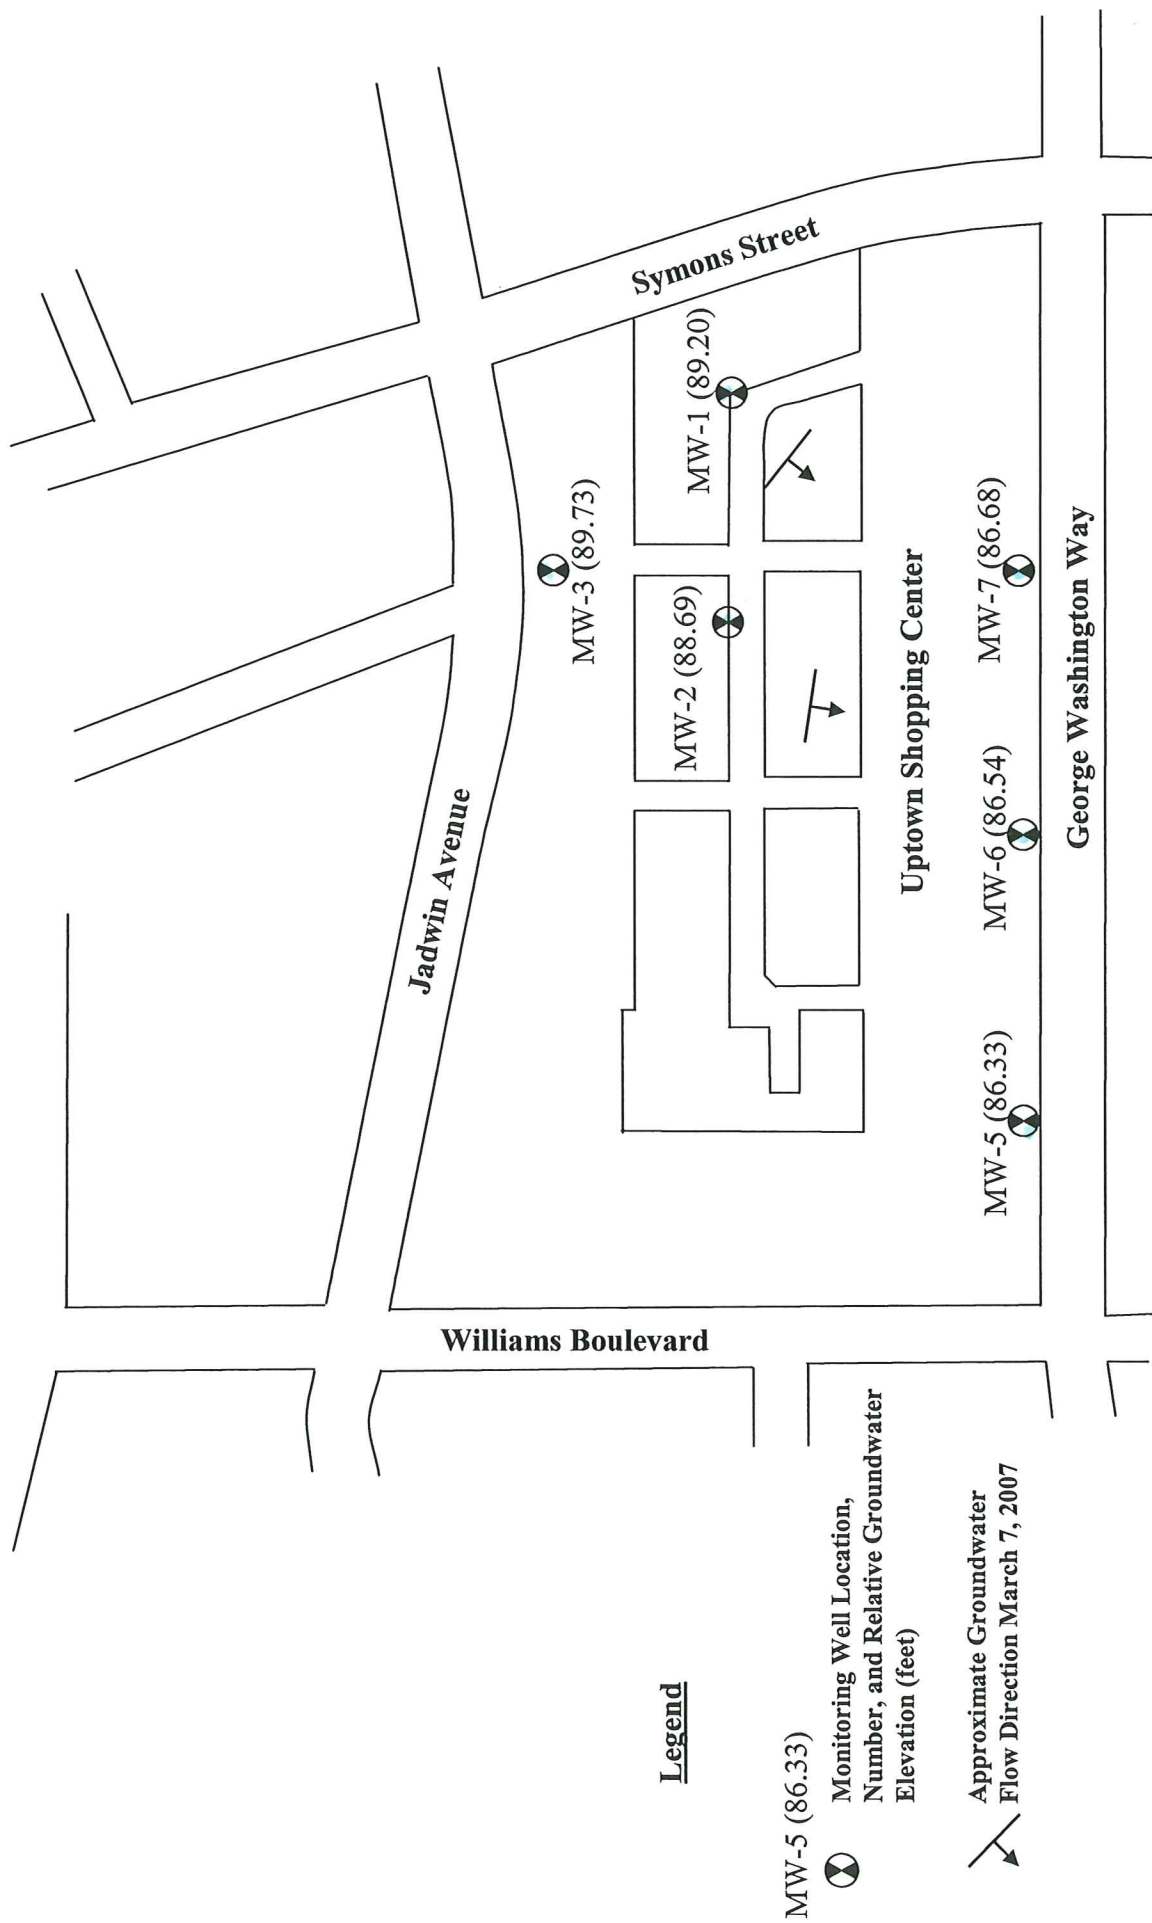 Symons Street
MW-1 (89.20)
MW-3 (89.73)
MW-2 (88.69)
Jadwin Avenue
Uptown Shopping Center
MW-7 (86.68)
MW-6 (86.54)
MW-5 (86.33)
George Washington Way
Williams Boulevard
Legend
MW-5 (86.33)
Monitoring Well Location,
Number, and Relative Groundwater
Elevation (feet)
Approximate Groundwater
Flow Direction March 7, 2007